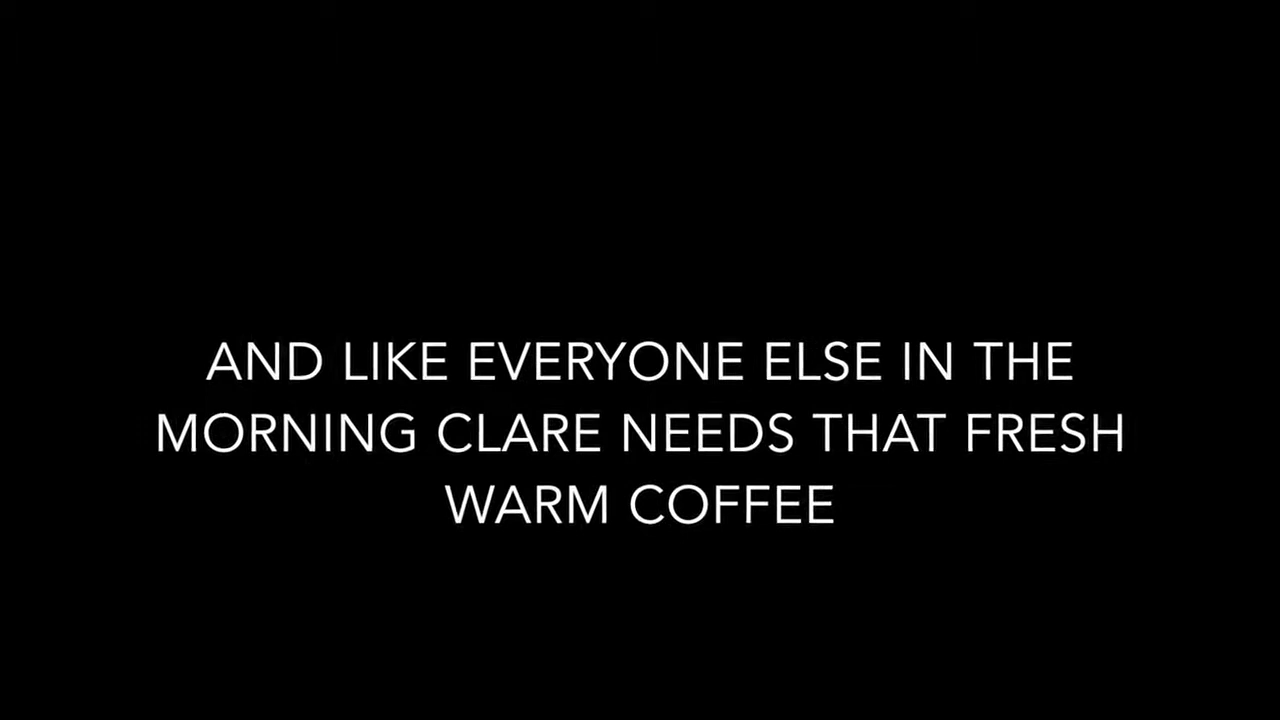 AND LIKE EVERYONE ELSE IN THE
MORNING CLARE NEEDS THAT FRESH
WARM COFFEE